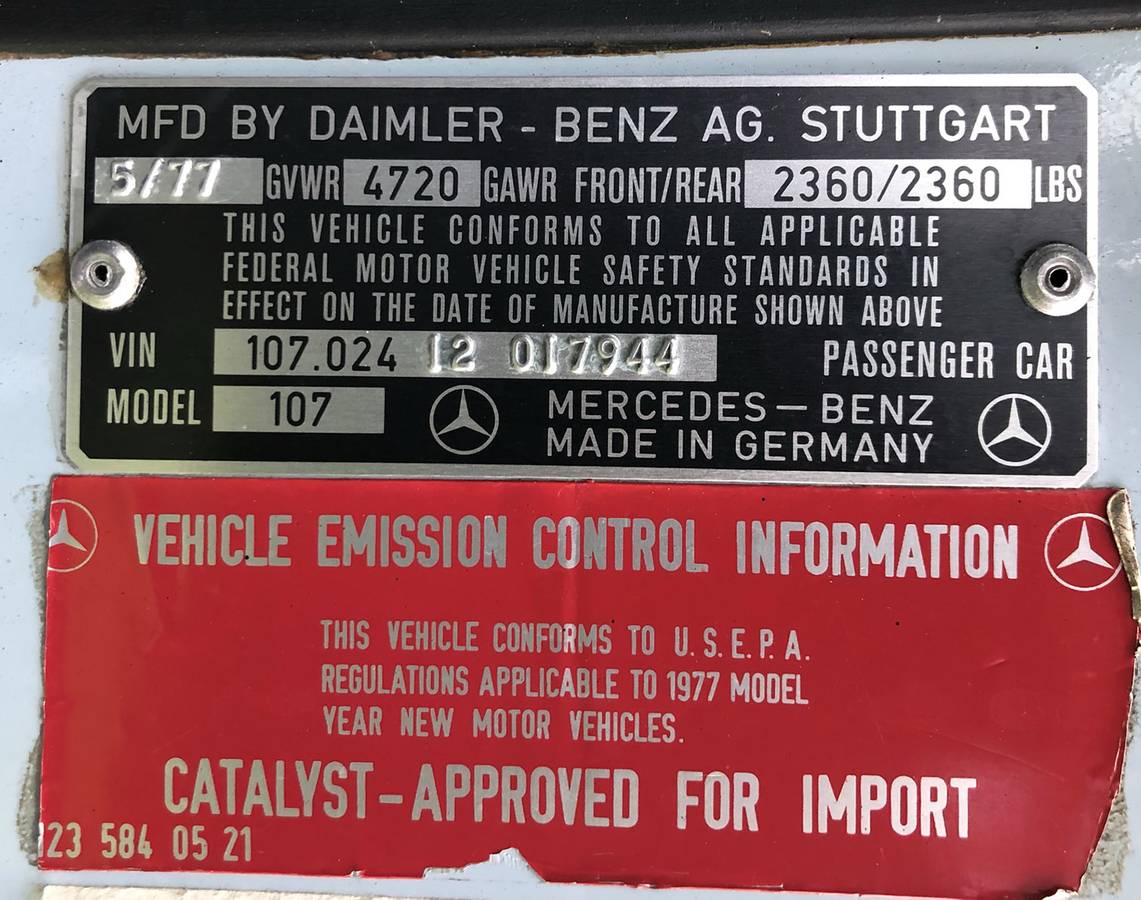 MFD BY DAIMLER - BENZ AG. STUTTGART
5/77 GVWR 4720 GAWR FRONT/REAR 2360/2360 LBS
THIS VEHICLE CONFORMS TO ALL APPLICABLE
FEDERAL MOTOR VEHICLE SAFETY STANDARDS IN
EFFECT ON THE DATE OF MANUFACTURE SHOWN ABOVE
VIN 107.024 12 017944 PASSENGER CAR
MODEL 107 MERCEDES-BENZ
MADE IN GERMANY
VEHICLE EMISSION CONTROL INFORMATION
THIS VEHICLE CONFORMS TO U.S.E.P.A.
REGULATIONS APPLICABLE TO 1977 MODEL
YEAR NEW MOTOR VEHICLES.
CATALYST-APPROVED FOR IMPORT
123 584 05 21